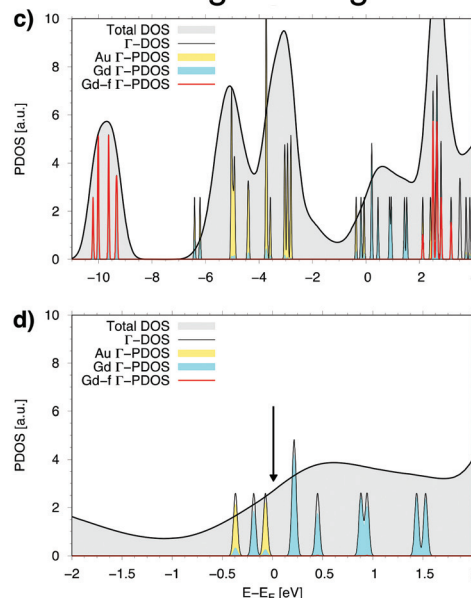 c)
Total DOS
Γ-DOS
Au Γ-PDOS
Gd Γ-PDOS
Gd-f Γ-PDOS
PDOS [a.u.]
10
8
6
4
2
0
-10 -8 -6 -4 -2 0 2
d)
Total DOS
Γ-DOS
Au Γ-PDOS
Gd Γ-PDOS
Gd-f Γ-PDOS
PDOS [a.u.]
10
8
6
4
2
0
-2 -1.5 -1 -0.5 0 0.5 1 1.5
E-E_F [eV]